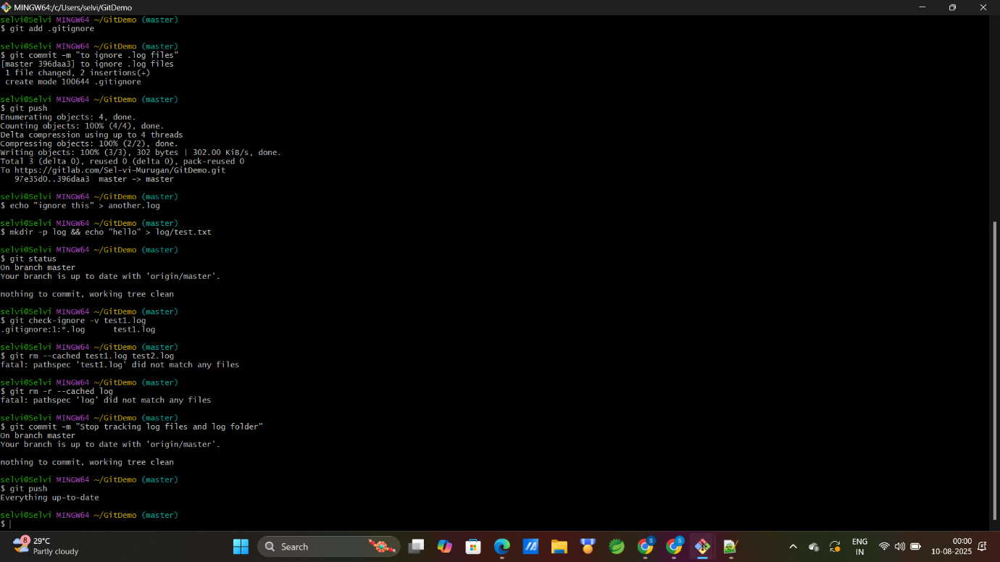 MINGW64:/c/Users/selvi/GitDemo
selvi@Selvi MINGW64 ~/GitDemo (master)
$ git add .gitignore
selvi@Selvi MINGW64 ~/GitDemo (master)
$ git commit -m "to ignore .log files"
[master 396daa3] to ignore .log files
 1 file changed, 2 insertions(+)
 create mode 100644 .gitignore
selvi@Selvi MINGW64 ~/GitDemo (master)
$ git push
Enumerating objects: 4, done.
Counting objects: 100% (4/4), done.
Delta compression using up to 4 threads
Compressing objects: 100% (2/2), done.
Writing objects: 100% (3/3), 302 bytes | 302.00 KiB/s, done.
Total 3 (delta 0), reused 0 (delta 0), pack-reused 0
To https://gitlab.com/Sel-vi-Murugan/GitDemo.git
   97e35d0..396daa3  master -> master
selvi@Selvi MINGW64 ~/GitDemo (master)
$ echo "ignore this" > another.log
selvi@Selvi MINGW64 ~/GitDemo (master)
$ mkdir -p log && echo "hello" > log/test.txt
selvi@Selvi MINGW64 ~/GitDemo (master)
$ git status
On branch master
Your branch is up to date with 'origin/master'.
nothing to commit, working tree clean
selvi@Selvi MINGW64 ~/GitDemo (master)
$ git check-ignore -v test1.log
.gitignore:1:*.log      test1.log
selvi@Selvi MINGW64 ~/GitDemo (master)
$ git rm --cached test1.log test2.log
fatal: pathspec 'test1.log' did not match any files
selvi@Selvi MINGW64 ~/GitDemo (master)
$ git rm -r --cached log
fatal: pathspec 'log' did not match any files
selvi@Selvi MINGW64 ~/GitDemo (master)
$ git commit -m "Stop tracking log files and log folder"
On branch master
Your branch is up to date with 'origin/master'.
nothing to commit, working tree clean
selvi@Selvi MINGW64 ~/GitDemo (master)
$ git push
Everything up-to-date
selvi@Selvi MINGW64 ~/GitDemo (master)
$
8
29°C
Partly cloudy
Search
S
S
ENG
IN
00:00
10-08-2025